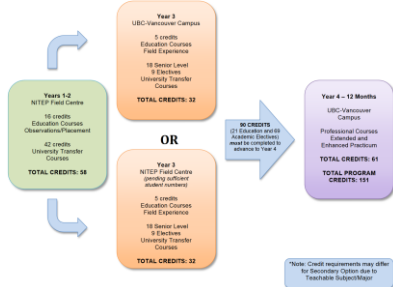 Years 1-2
NITEP Field Centre
16 credits
Education Courses
Observations/Placement
42 credits
University Transfer
Courses
TOTAL CREDITS: 58
Year 3
UBC-Vancouver Campus
5 credits
Education Courses
Field Experience
18 Senior Level
9 Electives
University Transfer
Courses
TOTAL CREDITS: 32
OR
Year 3
NITEP Field Centre
(pending sufficient
student numbers)
5 credits
Education Courses
Field Experience
18 Senior Level
9 Electives
University Transfer
Courses
TOTAL CREDITS: 32
90 CREDITS
(21 Education and 69
Academic Electives)
must be completed to
advance to Year 4
Year 4 – 12 Months
UBC-Vancouver
Campus
Professional Courses
Extended and
Enhanced Practicum
TOTAL CREDITS: 61
TOTAL PROGRAM
CREDITS: 151
*Note: Credit requirements may differ
for Secondary Option due to
Teachable Subject/Major